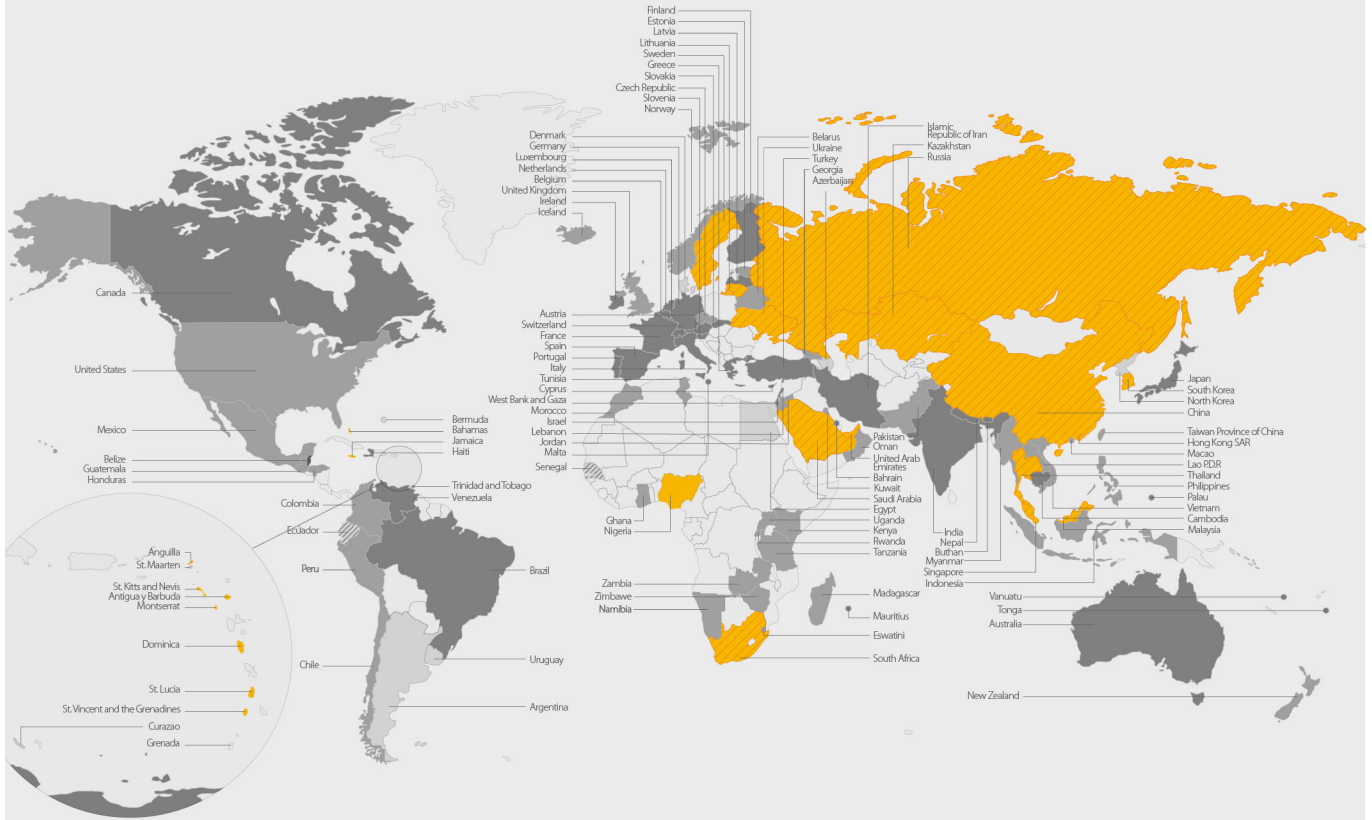 Finland
Estonia
Latvia
Lithuania
Sweden
Greece
Slovakia
Czech Republic
Slovenia
Norway
Denmark
Germany
Luxembourg
Netherlands
Belgium
United Kingdom
Ireland
Iceland
Belarus
Ukraine
Turkey
Georgia
Azerbaijan
Islamic
Republic of Iran
Kazakhstan
Russia
Canada
United States
Mexico
Belize
Guatemala
Honduras
Bermuda
Bahamas
Jamaica
Haiti
Trinidad and Tobago
Venezuela
Colombia
Ecuador
Peru
Brazil
Chile
Uruguay
Argentina
Anguilla
St. Maarten
St. Kitts and Nevis
Antigua y Barbuda
Montserrat
Dominica
St. Lucia
St. Vincent and the Grenadines
Curazao
Grenada
Austria
Switzerland
France
Spain
Portugal
Italy
Tunisia
Cyprus
West Bank and Gaza
Morocco
Israel
Lebanon
Jordan
Malta
Senegal
Ghana
Nigeria
Pakistan
Oman
United Arab
Emirates
Bahrain
Kuwait
Saudi Arabia
Egypt
Uganda
Kenya
Rwanda
Tanzania
Zambia
Zimbawe
Namibia
Madagascar
Mauritius
Eswatini
South Africa
India
Nepal
Buthan
Myanmar
Singapore
Indonesia
Japan
South Korea
North Korea
China
Taiwan Province of China
Hong Kong SAR
Macao
Lao P.D.R
Thailand
Philippines
Palau
Vietnam
Cambodia
Malaysia
Vanuatu
Tonga
Australia
New Zealand